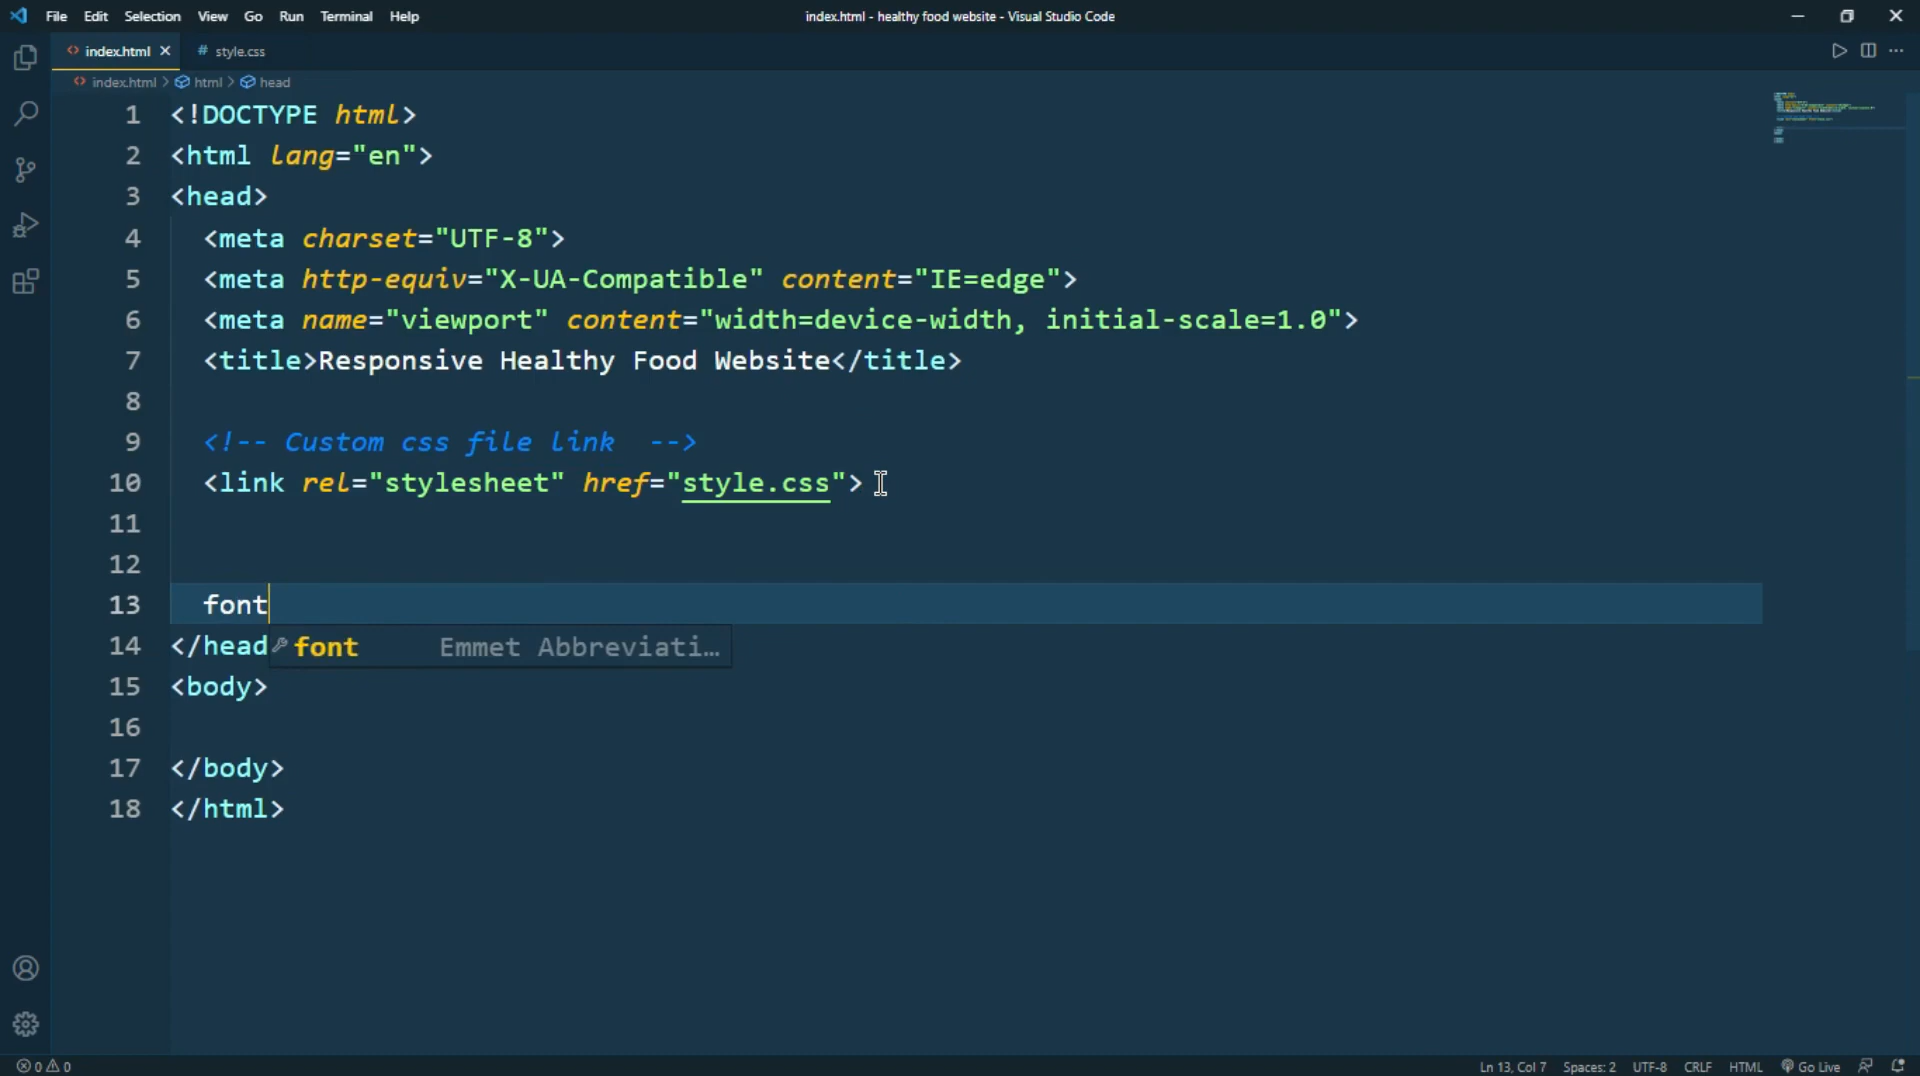 File Edit Selection View Go Run Terminal Help index.html - healthy food website - Visual Studio Code
index.html # style.css
index.html > html > head
1 <!DOCTYPE html>
2 <html lang="en">
3 <head>
4 <meta charset="UTF-8">
5 <meta http-equiv="X-UA-Compatible" content="IE=edge">
6 <meta name="viewport" content="width=device-width, initial-scale=1.0">
7 <title>Responsive Healthy Food Website</title>
8
9 <!-- Custom css file link -->
10 <link rel="stylesheet" href="style.css">
11
12
13 font
14 </head font Emmet Abbreviati…
15 <body>
16
17 </body>
18 </html>
0 0 Ln 13, Col 7 Spaces: 2 UTF-8 CRLF HTML Go Live